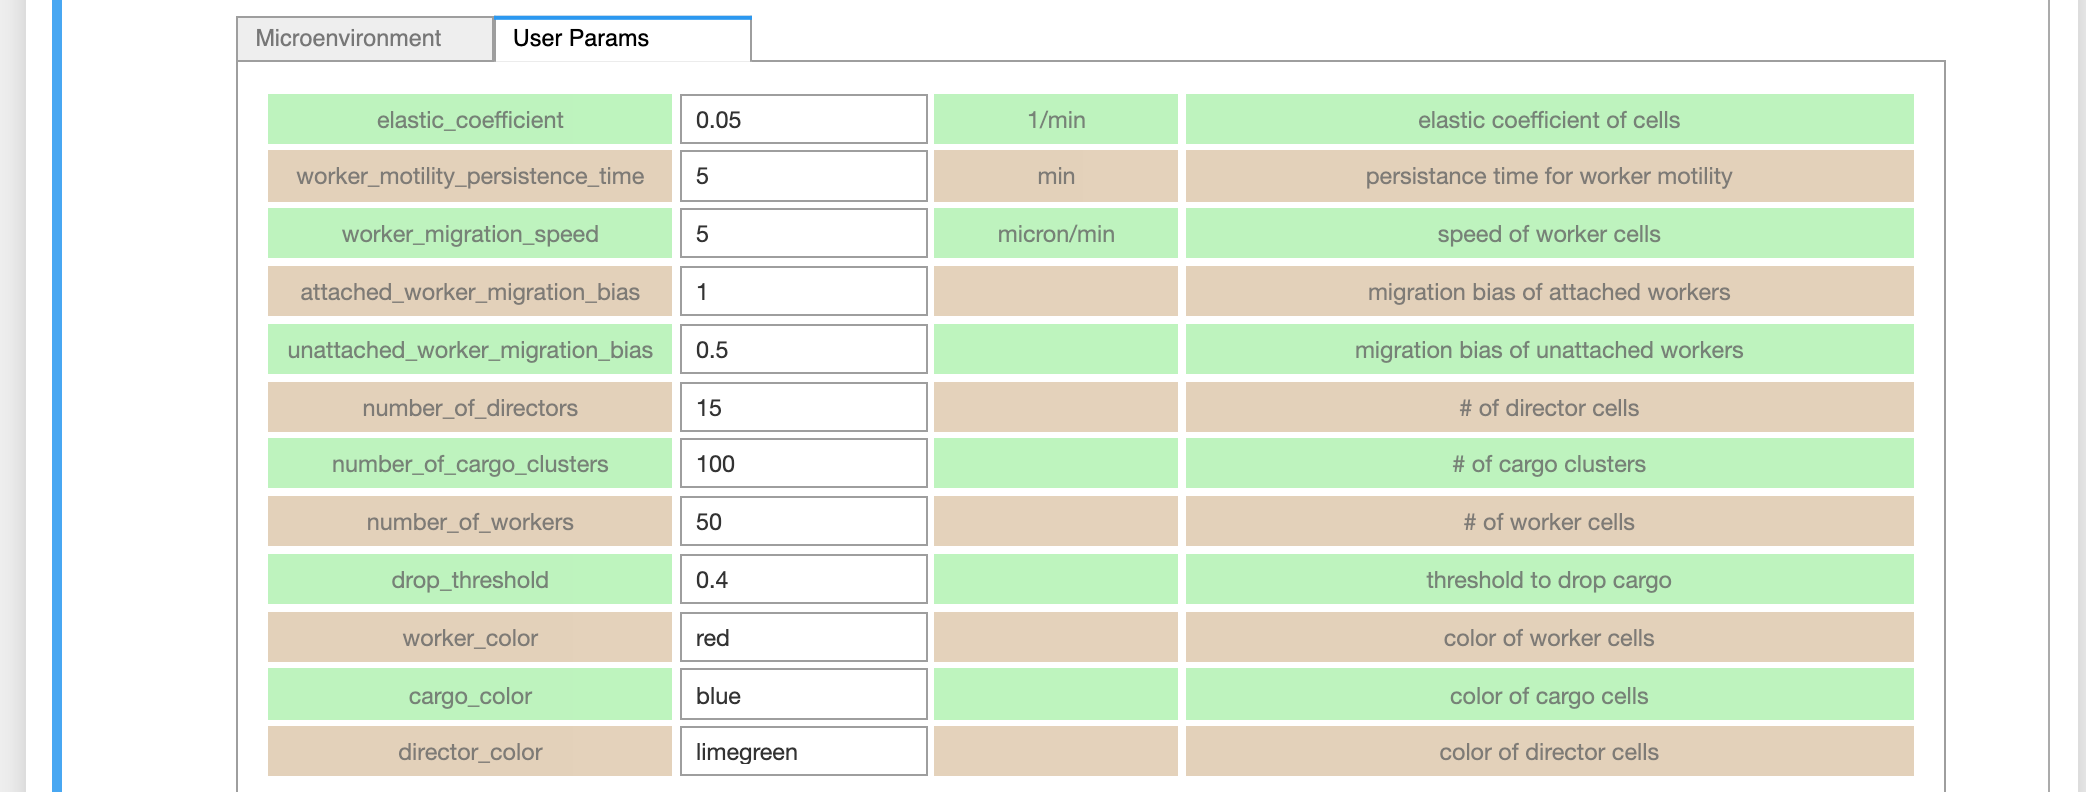 Microenvironment User Params
elastic_coefficient 0.05 1/min elastic coefficient of cells
worker_motility_persistence_time 5 min persistance time for worker motility
worker_migration_speed 5 micron/min speed of worker cells
attached_worker_migration_bias 1 migration bias of attached workers
unattached_worker_migration_bias 0.5 migration bias of unattached workers
number_of_directors 15 # of director cells
number_of_cargo_clusters 100 # of cargo clusters
number_of_workers 50 # of worker cells
drop_threshold 0.4 threshold to drop cargo
worker_color red color of worker cells
cargo_color blue color of cargo cells
director_color limegreen color of director cells